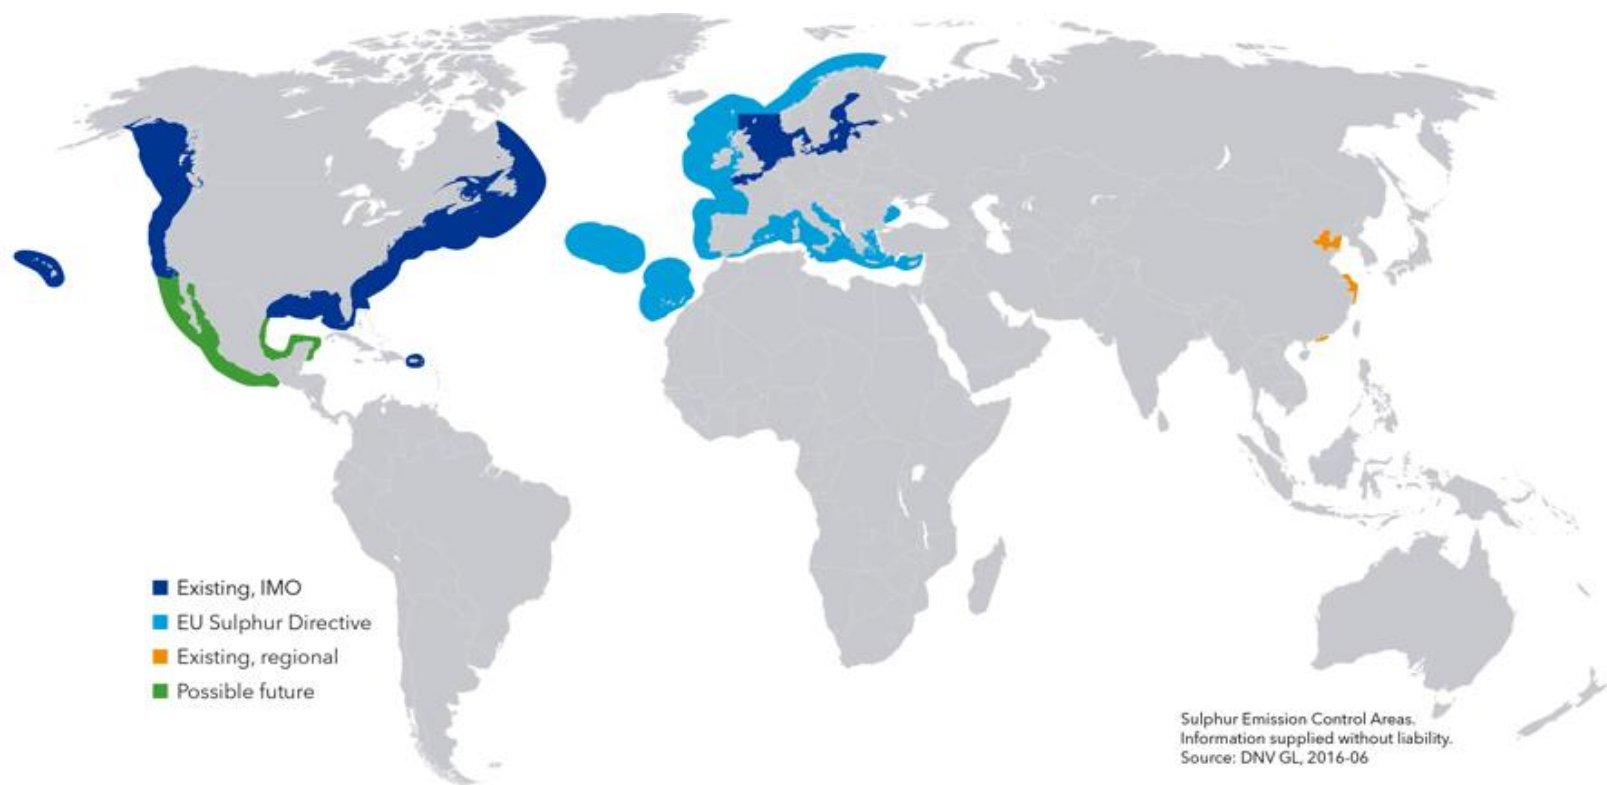 Existing, IMO
EU Sulphur Directive
Existing, regional
Possible future
Sulphur Emission Control Areas.
Information supplied without liability.
Source: DNV GL, 2016-06